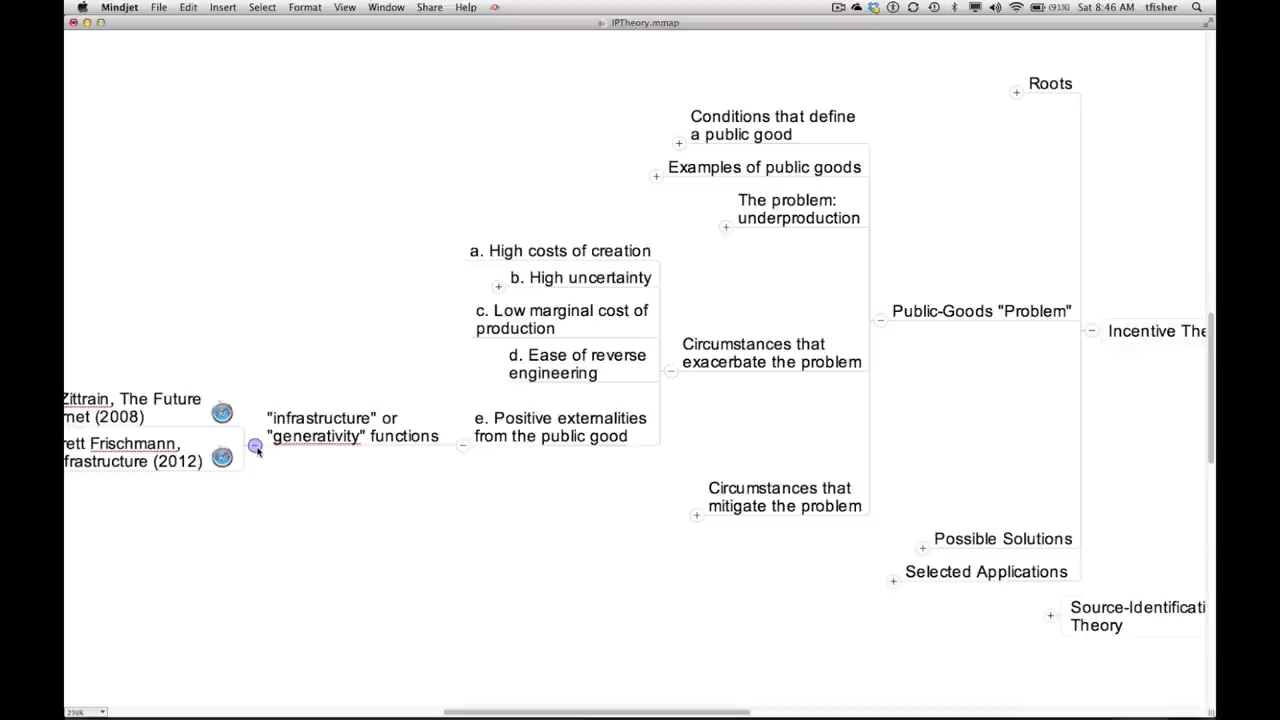 Mindjet File Edit Insert Select Format View Window Share Help (91%) Sat 8:46 AM tfisher
IPTheory.mmap
Roots
Conditions that define
a public good
Examples of public goods
The problem:
underproduction
a. High costs of creation
b. High uncertainty
c. Low marginal cost of
production
d. Ease of reverse
engineering
Public-Goods "Problem"
Incentive The
Circumstances that
exacerbate the problem
Zittrain, The Future
rnet (2008)
rett Frischmann,
frastructure (2012)
"infrastructure" or
"generativity" functions
e. Positive externalities
from the public good
Circumstances that
mitigate the problem
Possible Solutions
Selected Applications
Source-Identificati
Theory